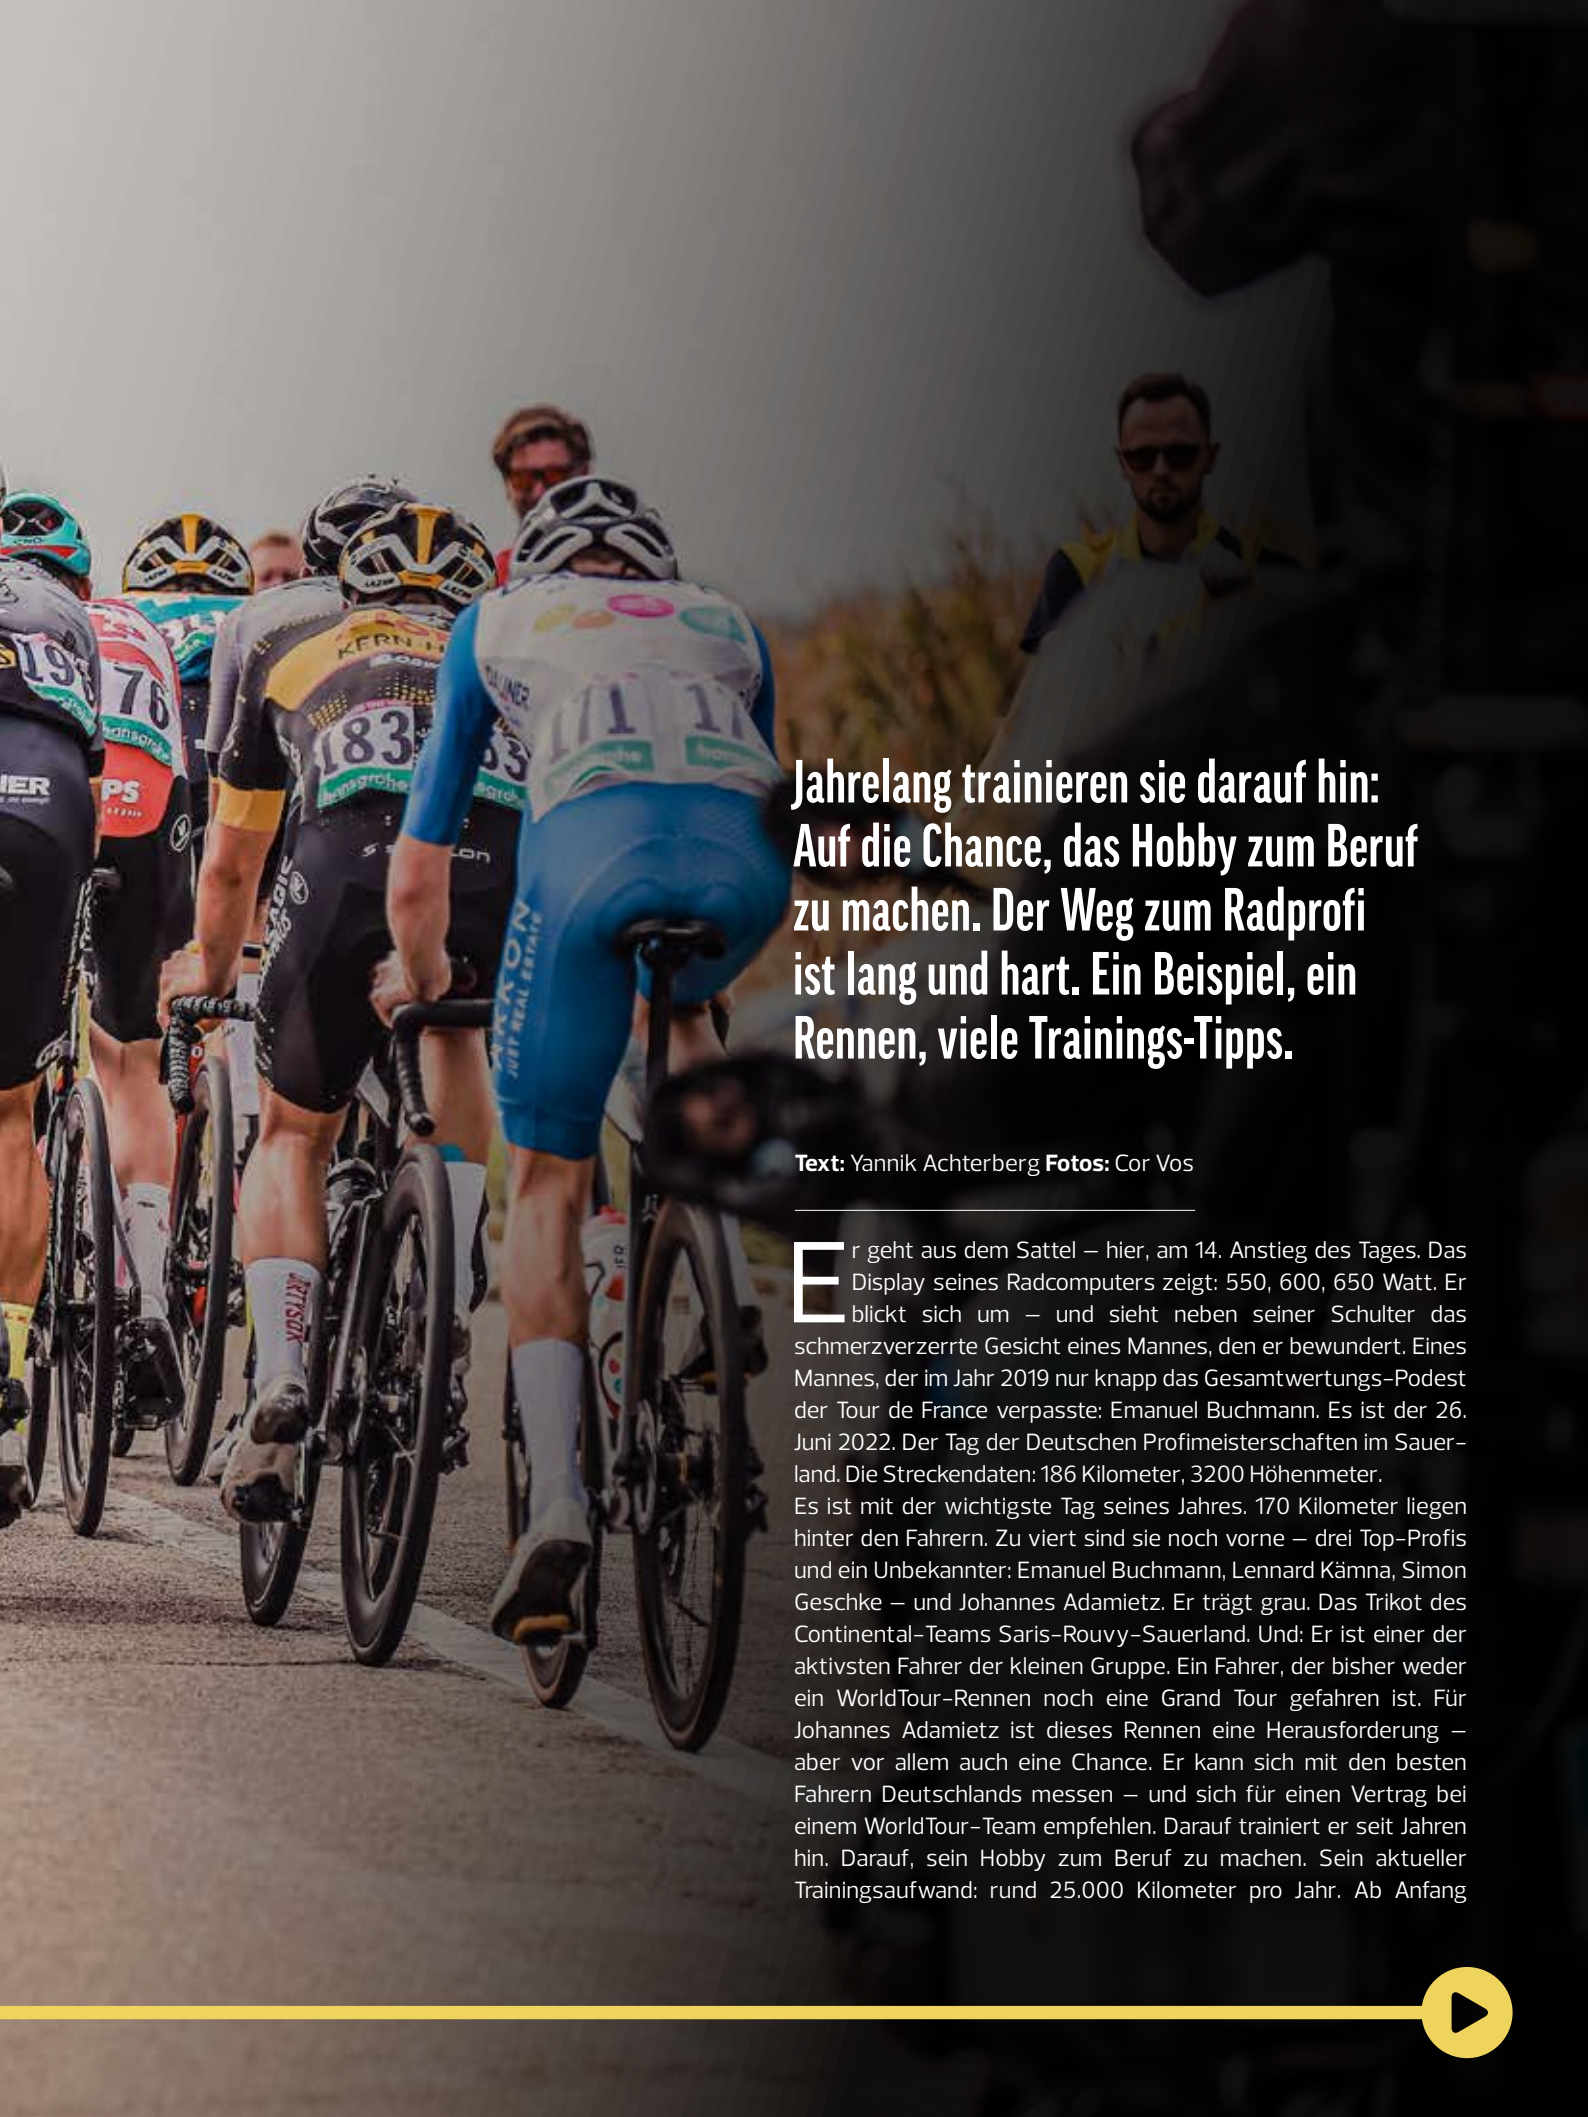 KERN-H
196
76
183
DAUNER
171
hansgrohe
JUST REAL ESTATE
Jahrelang trainieren sie darauf hin:
Auf die Chance, das Hobby zum Beruf
zu machen. Der Weg zum Radprofi
ist lang und hart. Ein Beispiel, ein
Rennen, viele Trainings-Tipps.
Text: Yannik Achterberg Fotos: Cor Vos
Er geht aus dem Sattel – hier, am 14. Anstieg des Tages. Das
Display seines Radcomputers zeigt: 550, 600, 650 Watt. Er
blickt sich um – und sieht neben seiner Schulter das
schmerzverzerrte Gesicht eines Mannes, den er bewundert. Eines
Mannes, der im Jahr 2019 nur knapp das Gesamtwertungs-Podest
der Tour de France verpasste: Emanuel Buchmann. Es ist der 26.
Juni 2022. Der Tag der Deutschen Profimeisterschaften im Sauer-
land. Die Streckendaten: 186 Kilometer, 3200 Höhenmeter.
Es ist mit der wichtigste Tag seines Jahres. 170 Kilometer liegen
hinter den Fahrern. Zu viert sind sie noch vorne – drei Top-Profis
und ein Unbekannter: Emanuel Buchmann, Lennard Kämna, Simon
Geschke – und Johannes Adamietz. Er trägt grau. Das Trikot des
Continental-Teams Saris-Rouvy-Sauerland. Und: Er ist einer der
aktivsten Fahrer der kleinen Gruppe. Ein Fahrer, der bisher weder
ein WorldTour-Rennen noch eine Grand Tour gefahren ist. Für
Johannes Adamietz ist dieses Rennen eine Herausforderung –
aber vor allem auch eine Chance. Er kann sich mit den besten
Fahrern Deutschlands messen – und sich für einen Vertrag bei
einem WorldTour-Team empfehlen. Darauf trainiert er seit Jahren
hin. Darauf, sein Hobby zum Beruf zu machen. Sein aktueller
Trainingsaufwand: rund 25.000 Kilometer pro Jahr. Ab Anfang